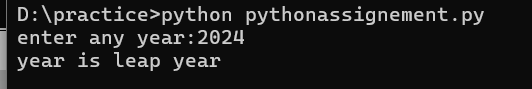 D:\practice>python pythonassignement.py
enter any year:2024
year is leap year